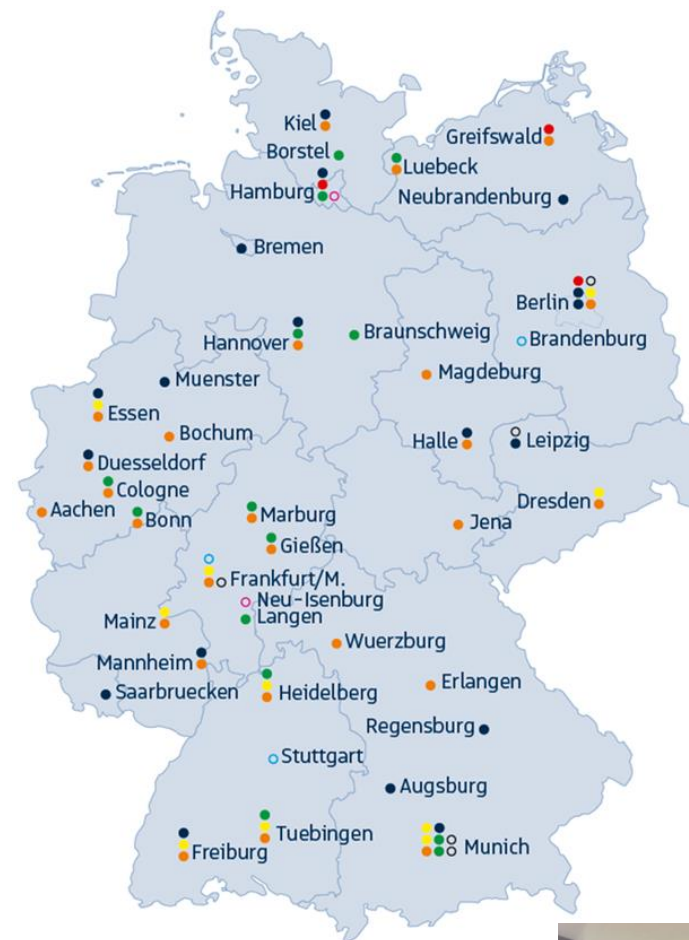 Kiel
Greifswald
Borstel
Luebeck
Hamburg
Neubrandenburg
Bremen
Berlin
Braunschweig
Hannover
Brandenburg
Magdeburg
Muenster
Essen
Bochum
Halle
Leipzig
Duesseldorf
Cologne
Dresden
Aachen
Bonn
Marburg
Jena
Gießen
Frankfurt/M.
Neu-Isenburg
Langen
Mainz
Wuerzburg
Mannheim
Erlangen
Saarbruecken
Heidelberg
Regensburg
Stuttgart
Augsburg
Tuebingen
Munich
Freiburg